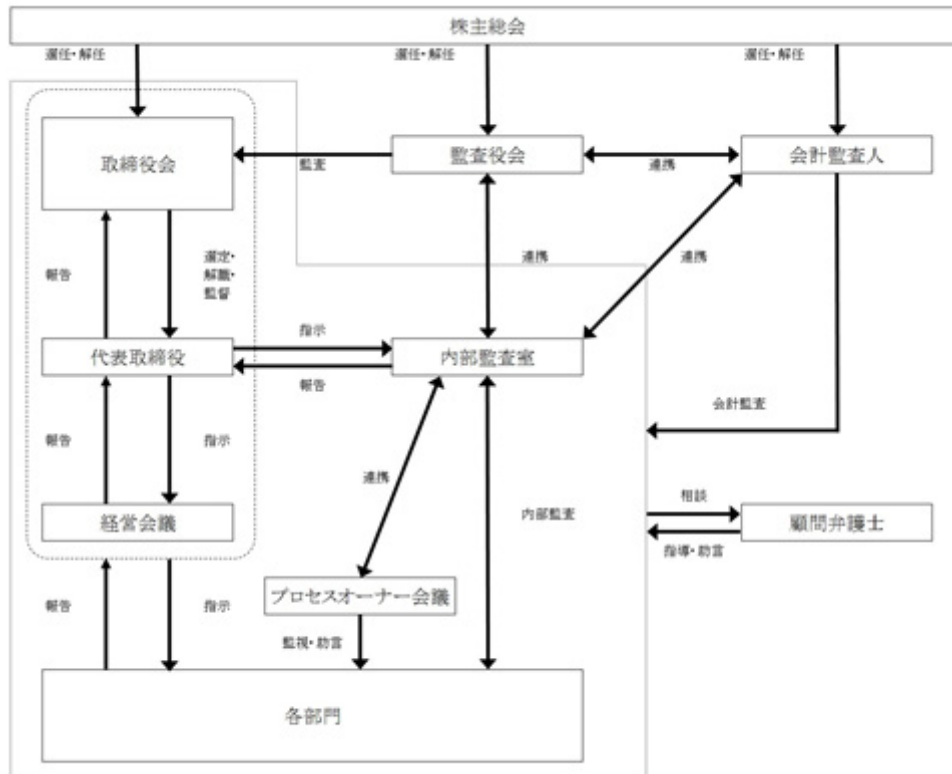 株主総会
選任・解任
選任・解任
選任・解任
取締役会
監査
監査役会
連携
会計監査人
報告
選定・
解職・
監督
連携
連携
代表取締役
指示
報告
内部監査室
会計監査
報告
指示
連携
内部監査
相談
経営会議
顧問弁護士
指導・助言
報告
指示
プロセスオーナー会議
監視・助言
各部門